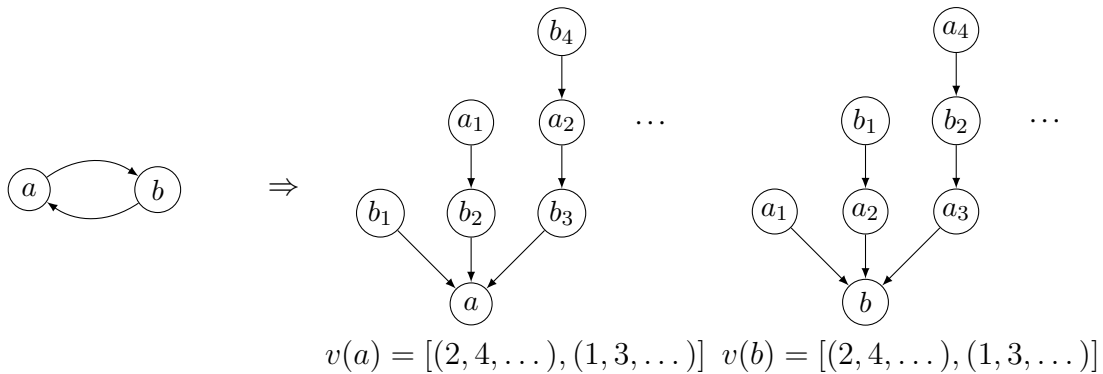 b₄ a₄
a₁ a₂ … b₁ b₂ …
a b ⇒ b₁ b₂ b₃ a₁ a₂ a₃
a b
v(a) = [(2, 4, …), (1, 3, …)] v(b) = [(2, 4, …), (1, 3, …)]